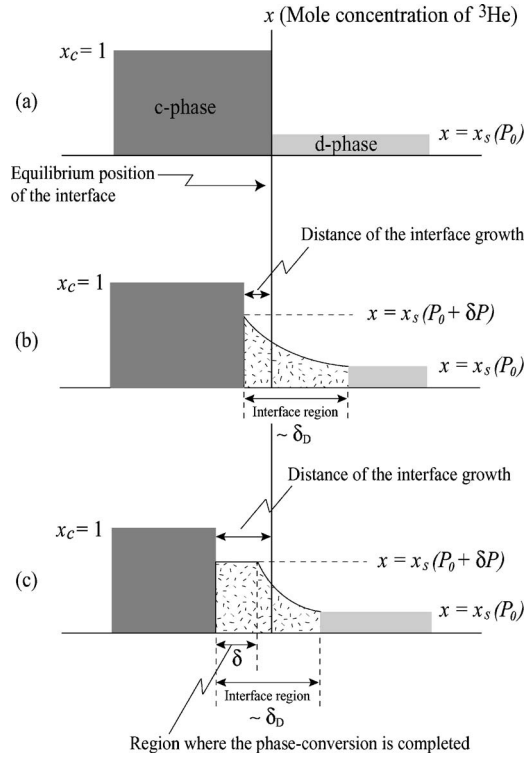 x (Mole concentration of ³He)
x_c = 1
(a)
c-phase
d-phase
x = x_s (P_0)
Equilibrium position
of the interface
Distance of the interface growth
x_c = 1
x = x_s (P_0 + δP)
(b)
x = x_s (P_0)
Interface region
~ δ_D
Distance of the interface growth
x_c = 1
x = x_s (P_0 + δP)
(c)
x = x_s (P_0)
δ
Interface region
~ δ_D
Region where the phase-conversion is completed